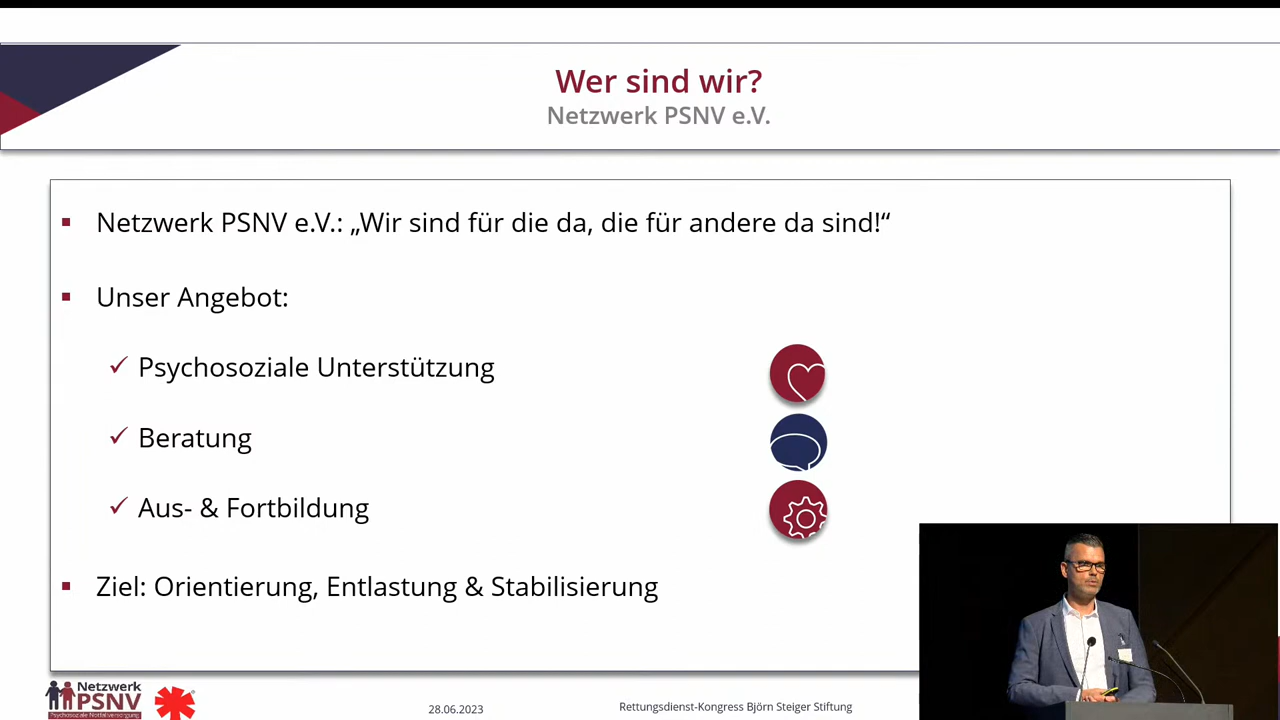 Wer sind wir?
Netzwerk PSNV e.V.
Netzwerk PSNV e.V.: „Wir sind für die da, die für andere da sind!“
Unser Angebot:
Psychosoziale Unterstützung
Beratung
Aus- & Fortbildung
Ziel: Orientierung, Entlastung & Stabilisierung
Netzwerk
PSNV
Psychosoziale Notfallversorgung
28.06.2023
Rettungsdienst-Kongress Björn Steiger Stiftung